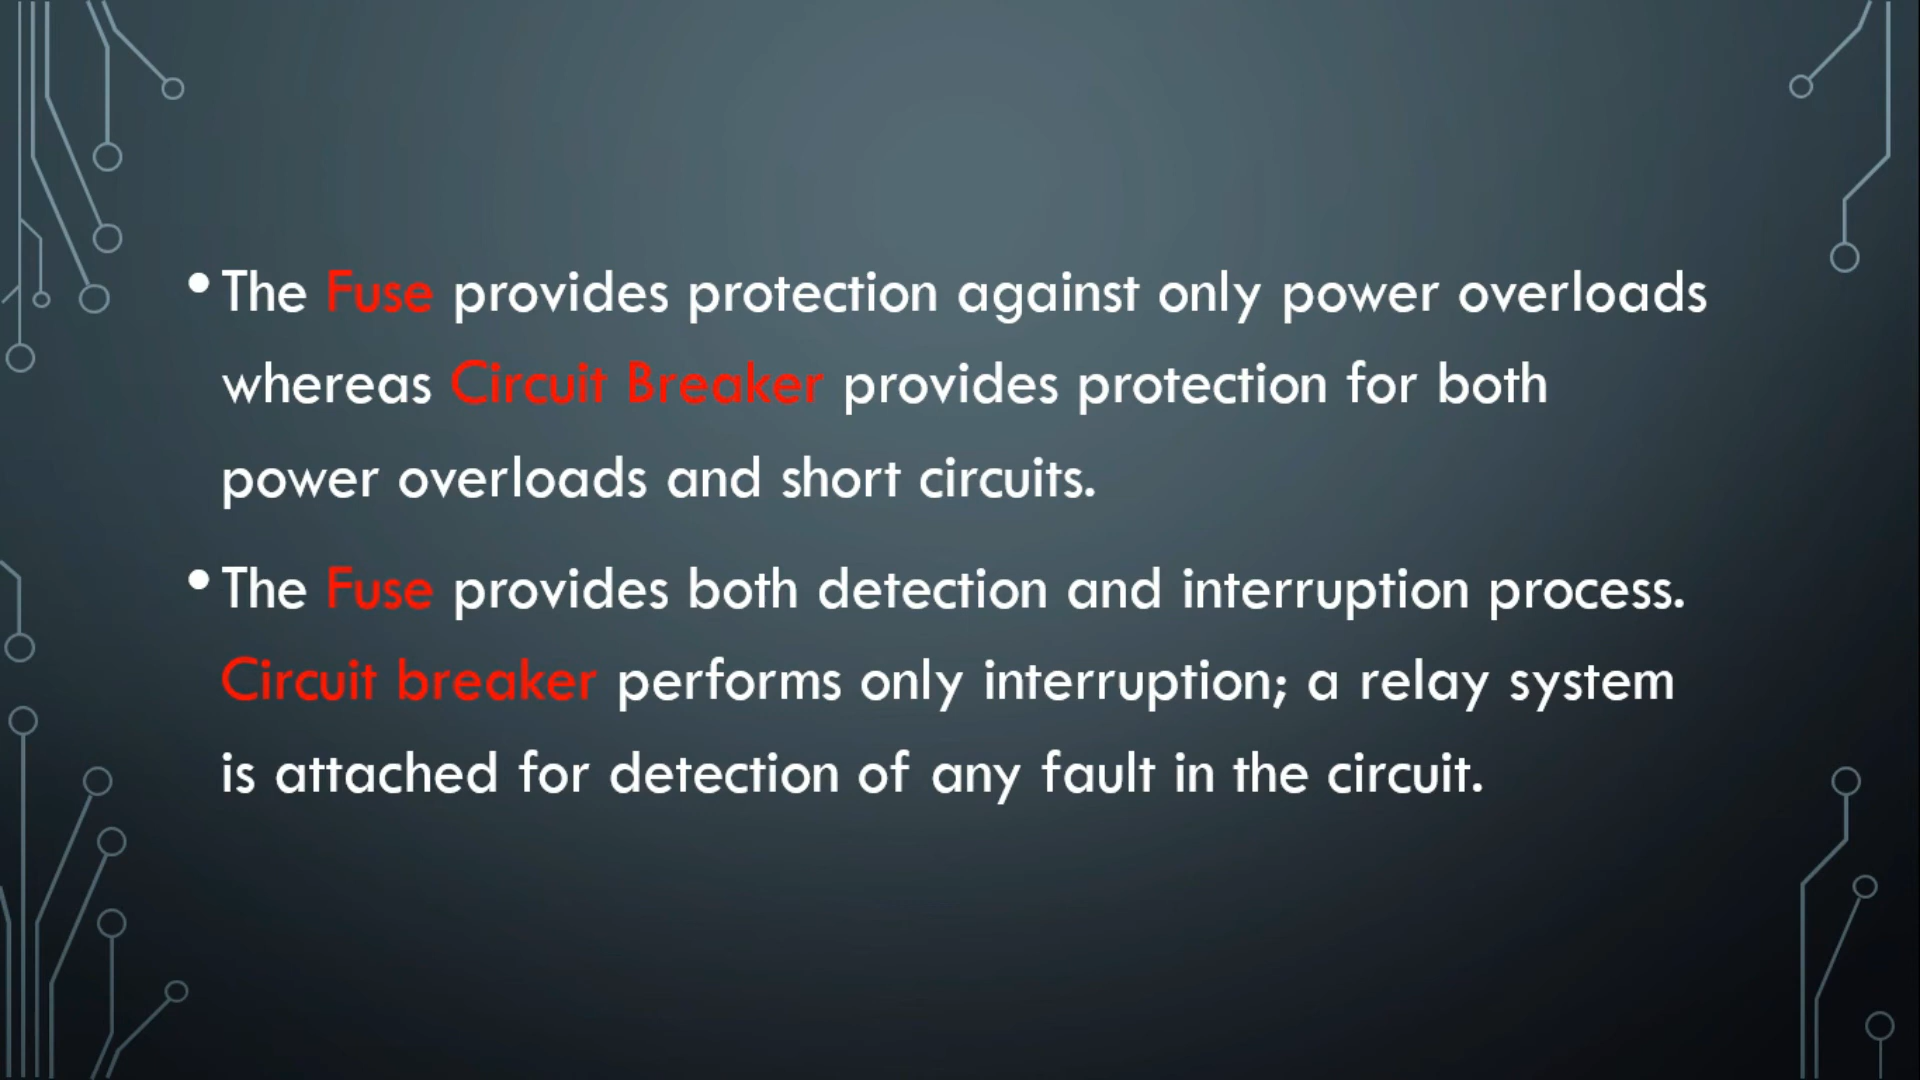 • The Fuse provides protection against only power overloads
whereas Circuit Breaker provides protection for both
power overloads and short circuits.
• The Fuse provides both detection and interruption process.
Circuit breaker performs only interruption; a relay system
is attached for detection of any fault in the circuit.